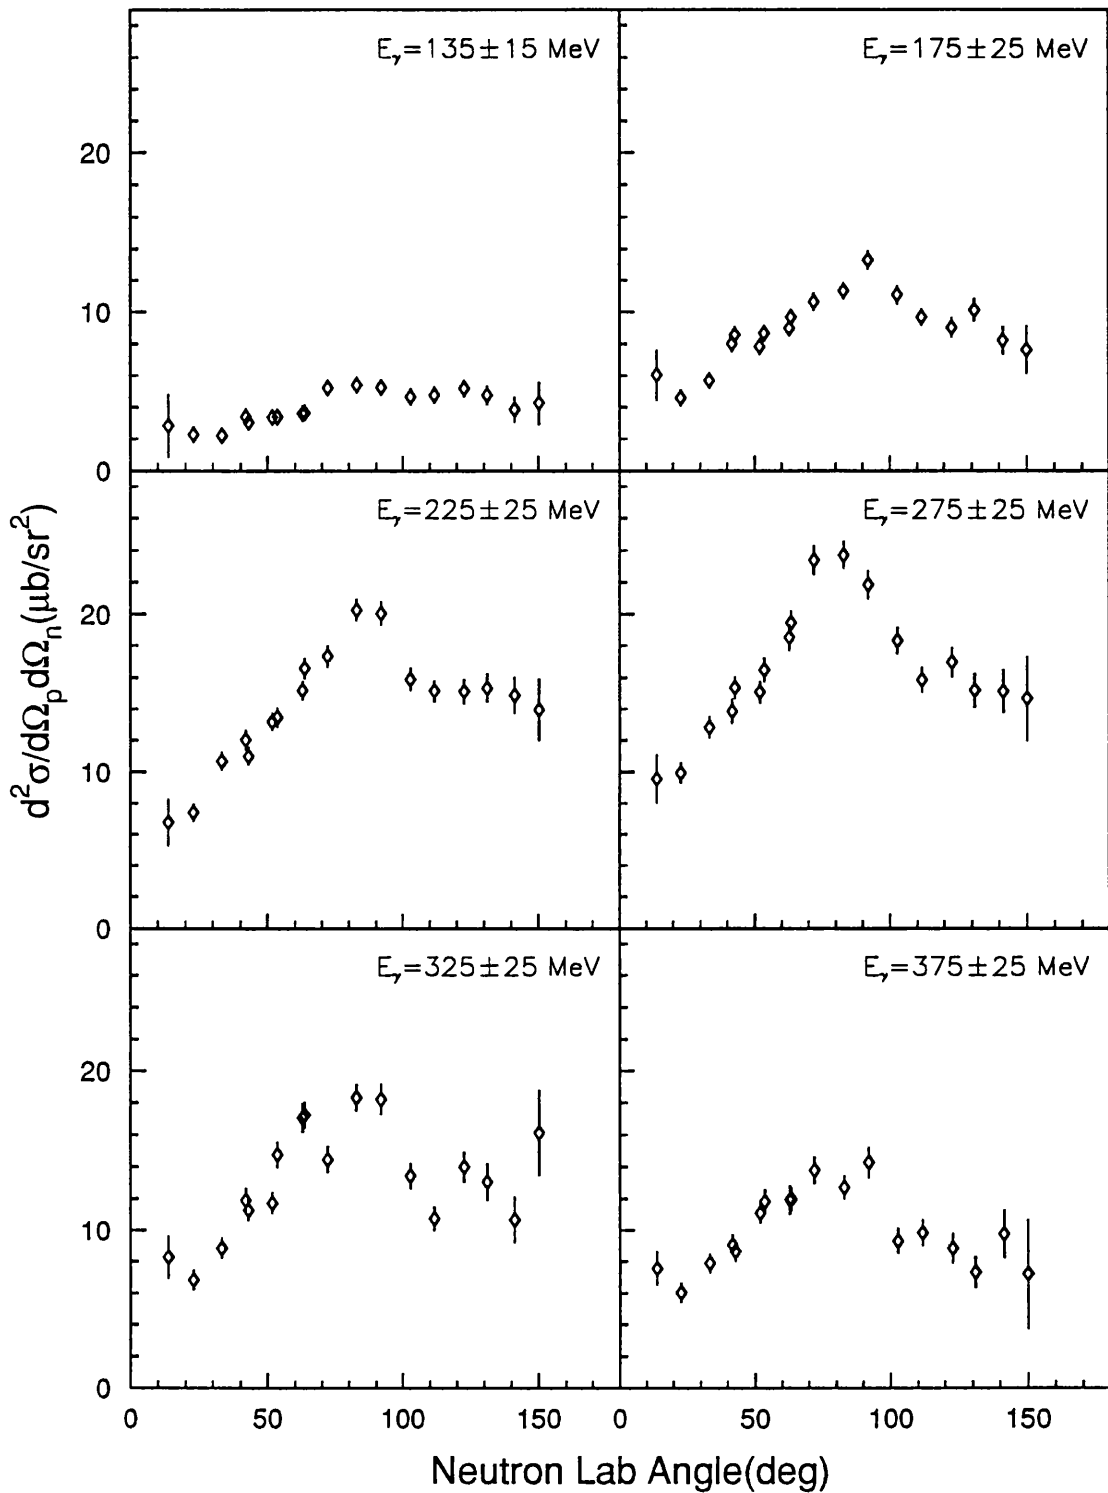 E_γ=135±15 MeV
E_γ=175±25 MeV
20
10
0
E_γ=225±25 MeV
E_γ=275±25 MeV
20
10
0
E_γ=325±25 MeV
E_γ=375±25 MeV
20
10
0
d²σ/dΩ_p dΩ_n(μb/sr²)
0 50 100 150 0 50 100 150
Neutron Lab Angle(deg)